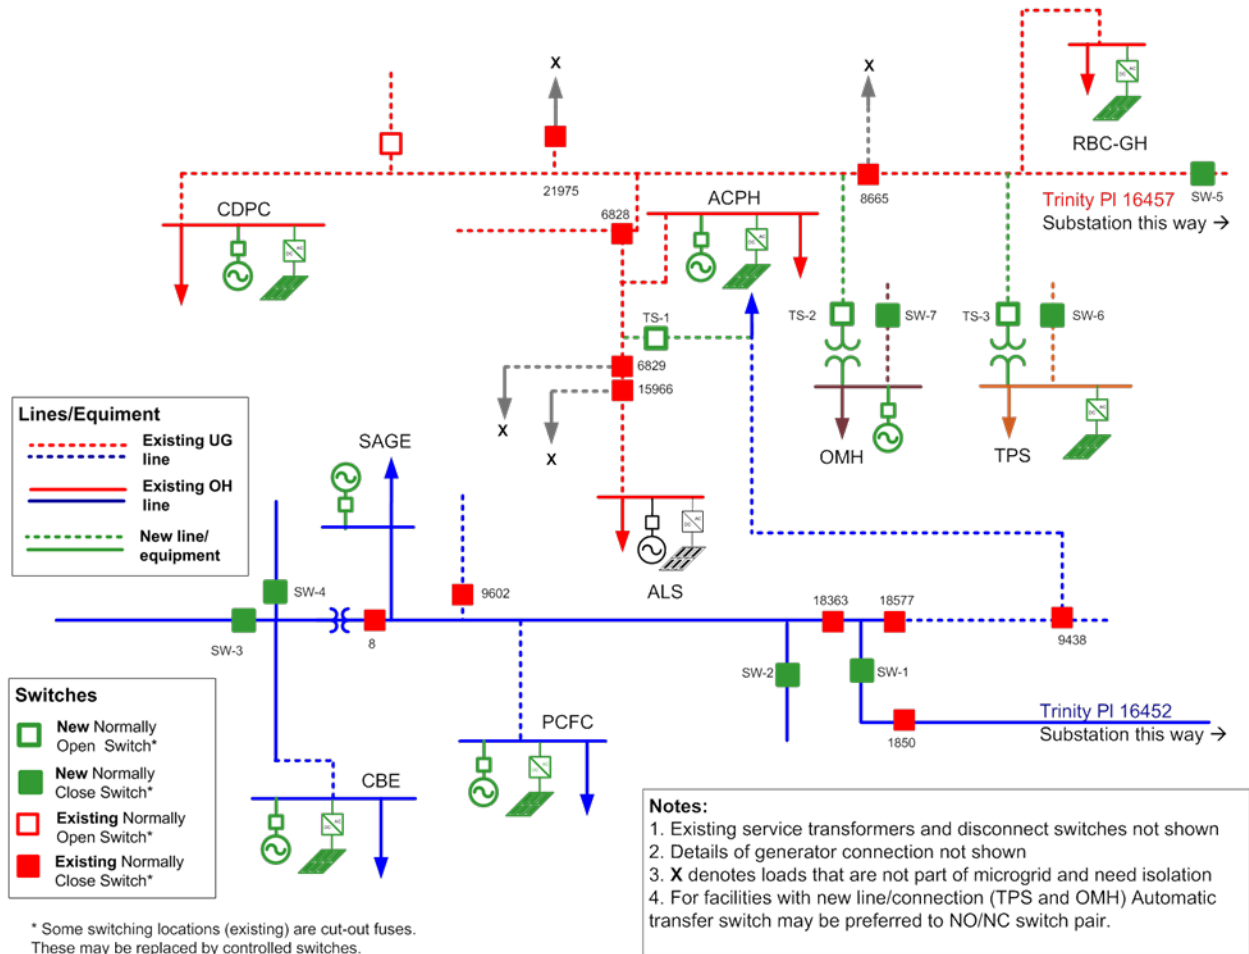 X
X
RBC-GH
21975
8665
SW-5
Trinity PI 16457
Substation this way →
CDPC
6828
ACPH
TS-1
TS-2
SW-7
TS-3
SW-6
6829
15966
X
X
OMH
TPS
Lines/Equiment
Existing UG
line
Existing OH
line
New line/
equipment
SAGE
ALS
SW-4
SW-3
8
9602
18363
18577
9438
SW-2
SW-1
1850
Trinity PI 16452
Substation this way →
PCFC
CBE
Switches
New Normally
Open Switch*
New Normally
Close Switch*
Existing Normally
Open Switch*
Existing Normally
Close Switch*
* Some switching locations (existing) are cut-out fuses.
These may be replaced by controlled switches.
Notes:
1. Existing service transformers and disconnect switches not shown
2. Details of generator connection not shown
3. X denotes loads that are not part of microgrid and need isolation
4. For facilities with new line/connection (TPS and OMH) Automatic
transfer switch may be preferred to NO/NC switch pair.